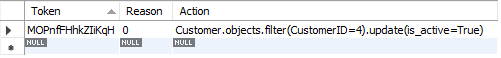 Token Reason Action
MOPnfFHhkZIiKqH 0 Customer.objects.filter(CustomerID=4).update(is_active=True)
NULL NULL NULL